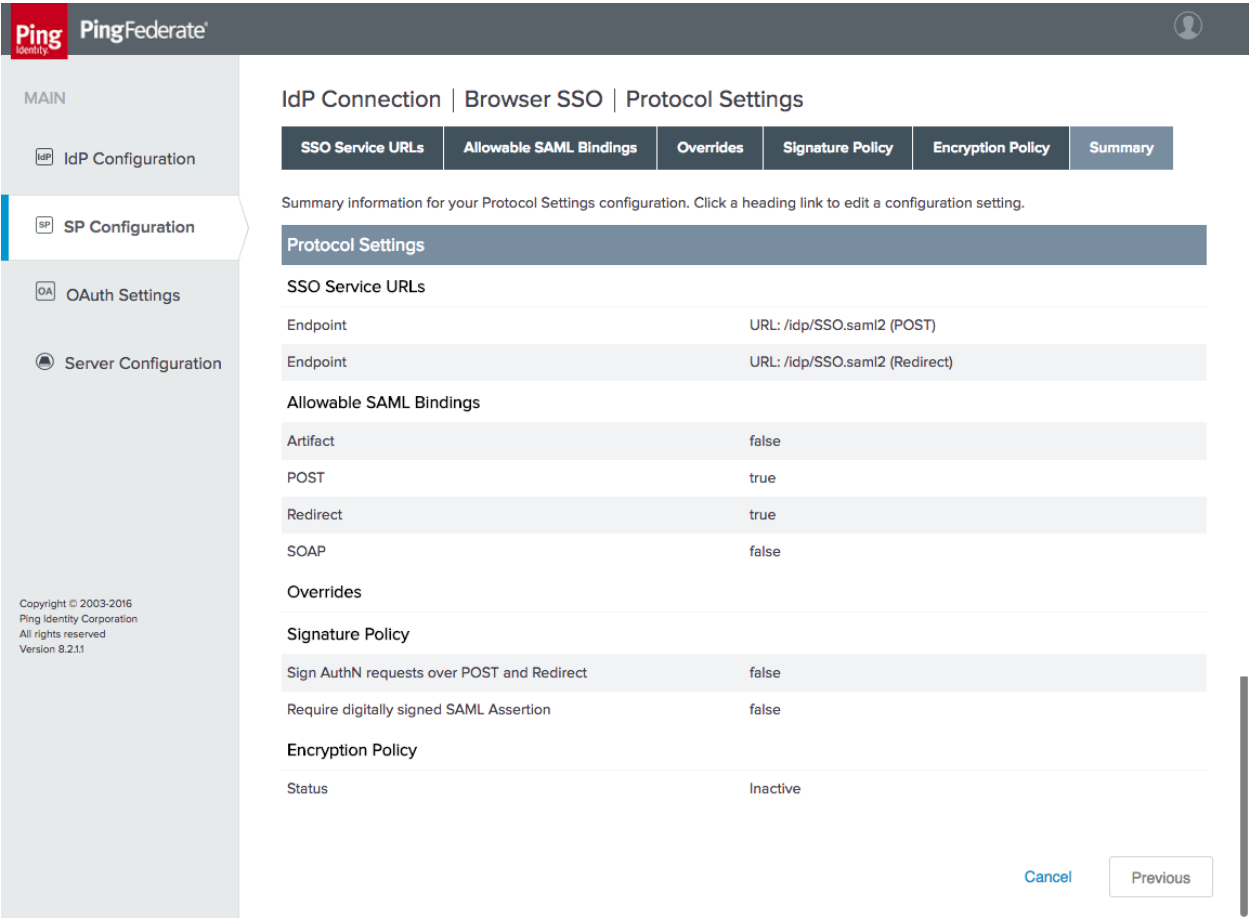 Ping
Identity.
PingFederate®
MAIN
IdP IdP Configuration
SP SP Configuration
OA OAuth Settings
Server Configuration
Copyright © 2003-2016
Ping Identity Corporation
All rights reserved
Version 8.2.1.1
IdP Connection | Browser SSO | Protocol Settings
SSO Service URLs Allowable SAML Bindings Overrides Signature Policy Encryption Policy Summary
Summary information for your Protocol Settings configuration. Click a heading link to edit a configuration setting.
Protocol Settings
SSO Service URLs
Endpoint URL: /idp/SSO.saml2 (POST)
Endpoint URL: /idp/SSO.saml2 (Redirect)
Allowable SAML Bindings
Artifact false
POST true
Redirect true
SOAP false
Overrides
Signature Policy
Sign AuthN requests over POST and Redirect false
Require digitally signed SAML Assertion false
Encryption Policy
Status Inactive
Cancel Previous